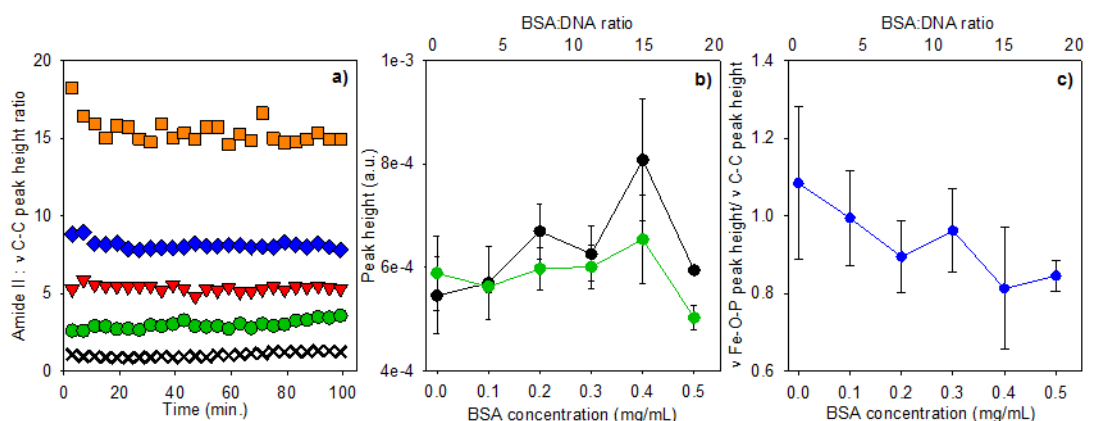 a)
Amide II : v C-C peak height ratio
20
15
10
5
0
0 20 40 60 80 100
Time (min.)
BSA:DNA ratio
0 5 10 15 20
b)
Peak height (a.u.)
1e-3
8e-4
6e-4
4e-4
0.0 0.1 0.2 0.3 0.4 0.5
BSA concentration (mg/mL)
BSA:DNA ratio
0 5 10 15 20
c)
v Fe-O-P peak height/ v C-C peak height
1.4
1.2
1.0
0.8
0.6
0.0 0.1 0.2 0.3 0.4 0.5
BSA concentration (mg/mL)